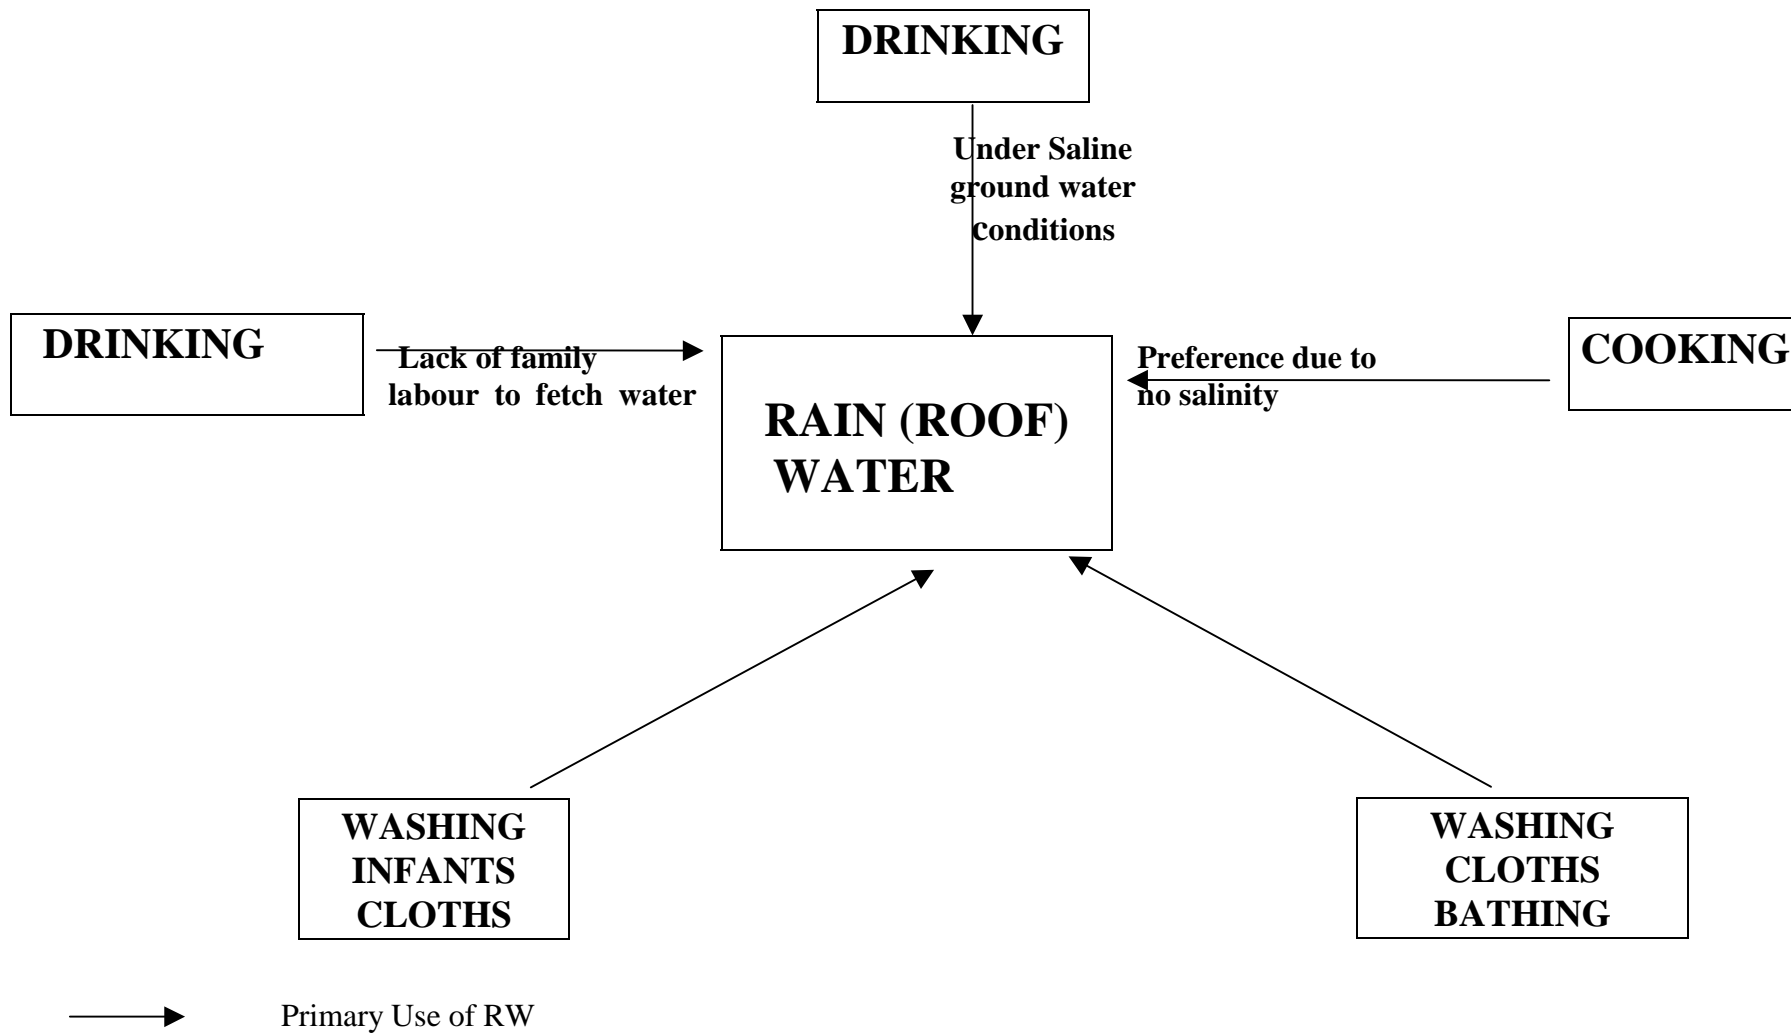 DRINKING
Under Saline
ground water
conditions
DRINKING
Lack of family
labour to fetch water
Preference due to
no salinity
COOKING
RAIN (ROOF)
WATER
WASHING
INFANTS
CLOTHS
WASHING
CLOTHS
BATHING
Primary Use of RW